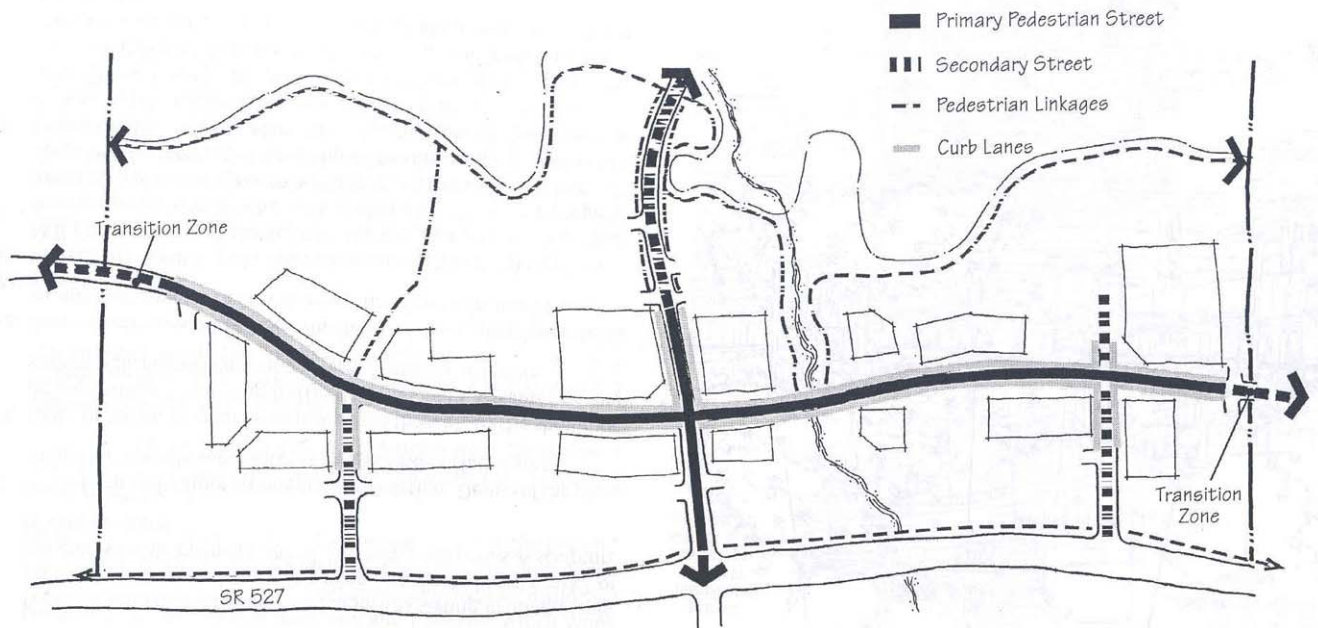 Primary Pedestrian Street
Secondary Street
Pedestrian Linkages
Curb Lanes
Transition Zone
Transition
Zone
SR 527